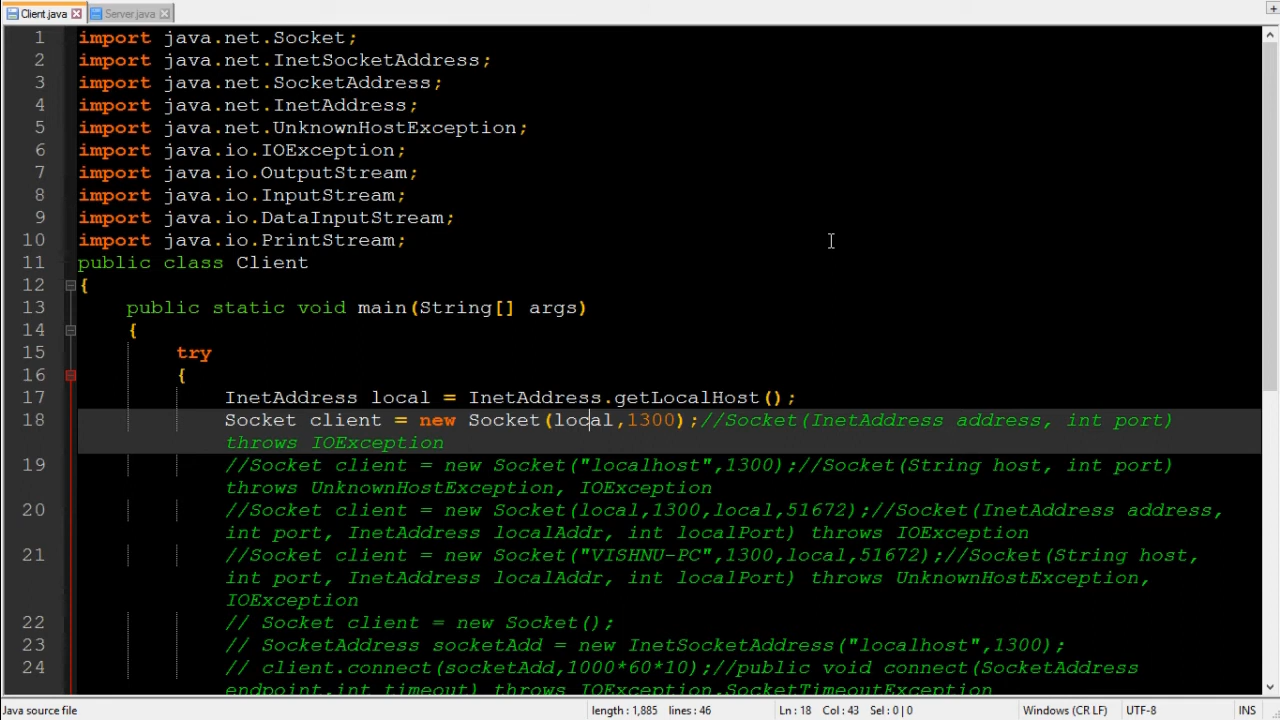 Client.java
Server.java
1 import java.net.Socket;
2 import java.net.InetSocketAddress;
3 import java.net.SocketAddress;
4 import java.net.InetAddress;
5 import java.net.UnknownHostException;
6 import java.io.IOException;
7 import java.io.OutputStream;
8 import java.io.InputStream;
9 import java.io.DataInputStream;
10 import java.io.PrintStream;
11 public class Client
12 {
13 public static void main(String[] args)
14 {
15 try
16 {
17 InetAddress local = InetAddress.getLocalHost();
18 Socket client = new Socket(local,1300);//Socket(InetAddress address, int port)
throws IOException
19 //Socket client = new Socket("localhost",1300);//Socket(String host, int port)
throws UnknownHostException, IOException
20 //Socket client = new Socket(local,1300,local,51672);//Socket(InetAddress address,
int port, InetAddress localAddr, int localPort) throws IOException
21 //Socket client = new Socket("VISHNU-PC",1300,local,51672);//Socket(String host,
int port, InetAddress localAddr, int localPort) throws UnknownHostException,
IOException
22 // Socket client = new Socket();
23 // SocketAddress socketAdd = new InetSocketAddress("localhost",1300);
24 // client.connect(socketAdd,1000*60*10);//public void connect(SocketAddress
endpoint,int timeout) throws IOException,SocketTimeoutException
Java source file length : 1,885 lines : 46 Ln : 18 Col : 43 Sel : 0 | 0 Windows (CR LF) UTF-8 INS